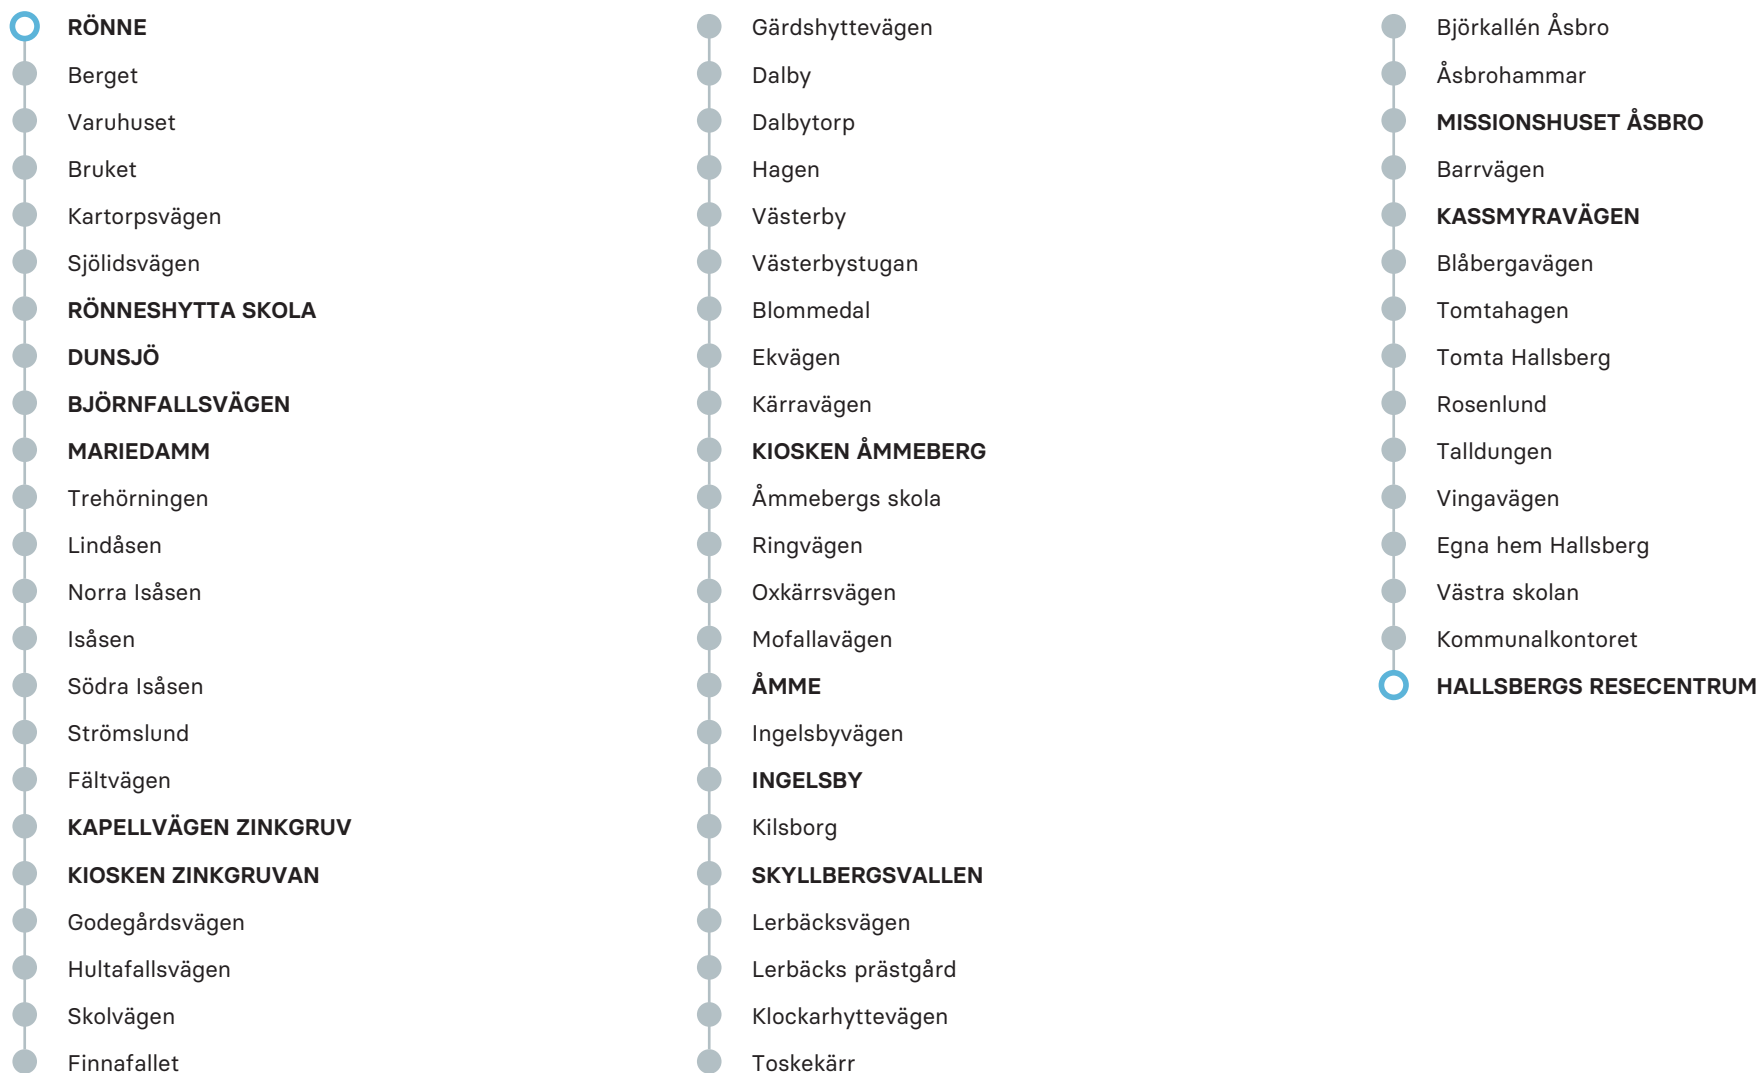 RÖNNE
Berget
Varuhuset
Bruket
Kartorpsvägen
Sjölidsvägen
RÖNNESHYTTA SKOLA
DUNSJÖ
BJÖRNFALLSVÄGEN
MARIEDAMM
Trehörningen
Lindåsen
Norra Isåsen
Isåsen
Södra Isåsen
Strömslund
Fältvägen
KAPELLVÄGEN ZINKGRUV
KIOSKEN ZINKGRUVAN
Godegårdsvägen
Hultafallsvägen
Skolvägen
Finnafallet
Gärdshyttevägen
Dalby
Dalbytorp
Hagen
Västerby
Västerbystugan
Blommedal
Ekvägen
Kärravägen
KIOSKEN ÅMMEBERG
Åmmebergs skola
Ringvägen
Oxkärrsvägen
Mofallavägen
ÅMME
Ingelsbyvägen
INGELSBY
Kilsborg
SKYLLBERGSVALLEN
Lerbäcksvägen
Lerbäcks prästgård
Klockarhyttevägen
Toskekärr
Björkallén Åsbro
Åsbrohammar
MISSIONSHUSET ÅSBRO
Barrvägen
KASSMYRAVÄGEN
Blåbergavägen
Tomtahagen
Tomta Hallsberg
Rosenlund
Talldungen
Vingavägen
Egna hem Hallsberg
Västra skolan
Kommunalkontoret
HALLSBERGS RESECENTRUM